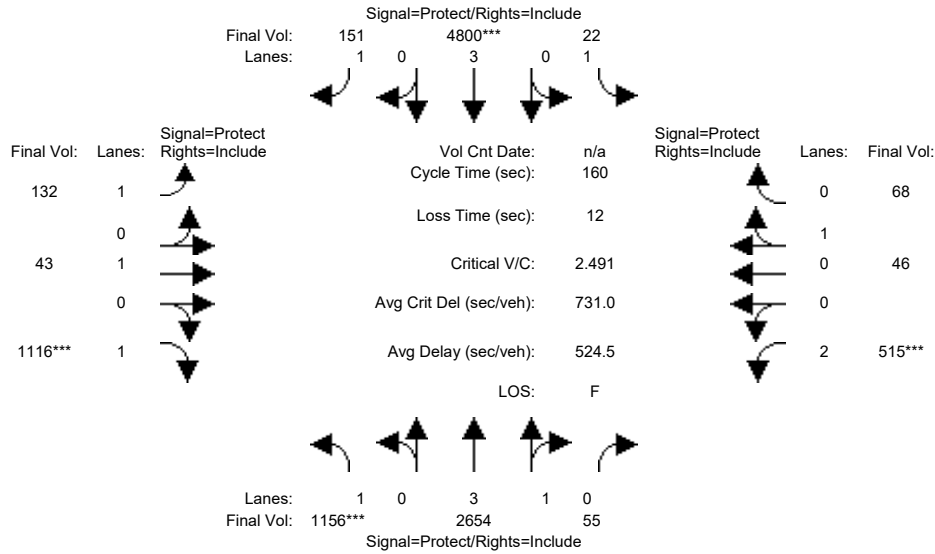 Signal=Protect/Rights=Include
Final Vol: 151 4800*** 22
Lanes: 1 0 3 0 1
Signal=Protect Signal=Protect
Final Vol: Lanes: Rights=Include Vol Cnt Date: n/a Rights=Include Lanes: Final Vol:
Cycle Time (sec): 160
132 1 0 68
Loss Time (sec): 12
0 1
43 1 Critical V/C: 2.491 0 46
0 Avg Crit Del (sec/veh): 731.0 0
1116*** 1 Avg Delay (sec/veh): 524.5 2 515***
LOS: F
Lanes: 1 0 3 1 0
Final Vol: 1156*** 2654 55
Signal=Protect/Rights=Include